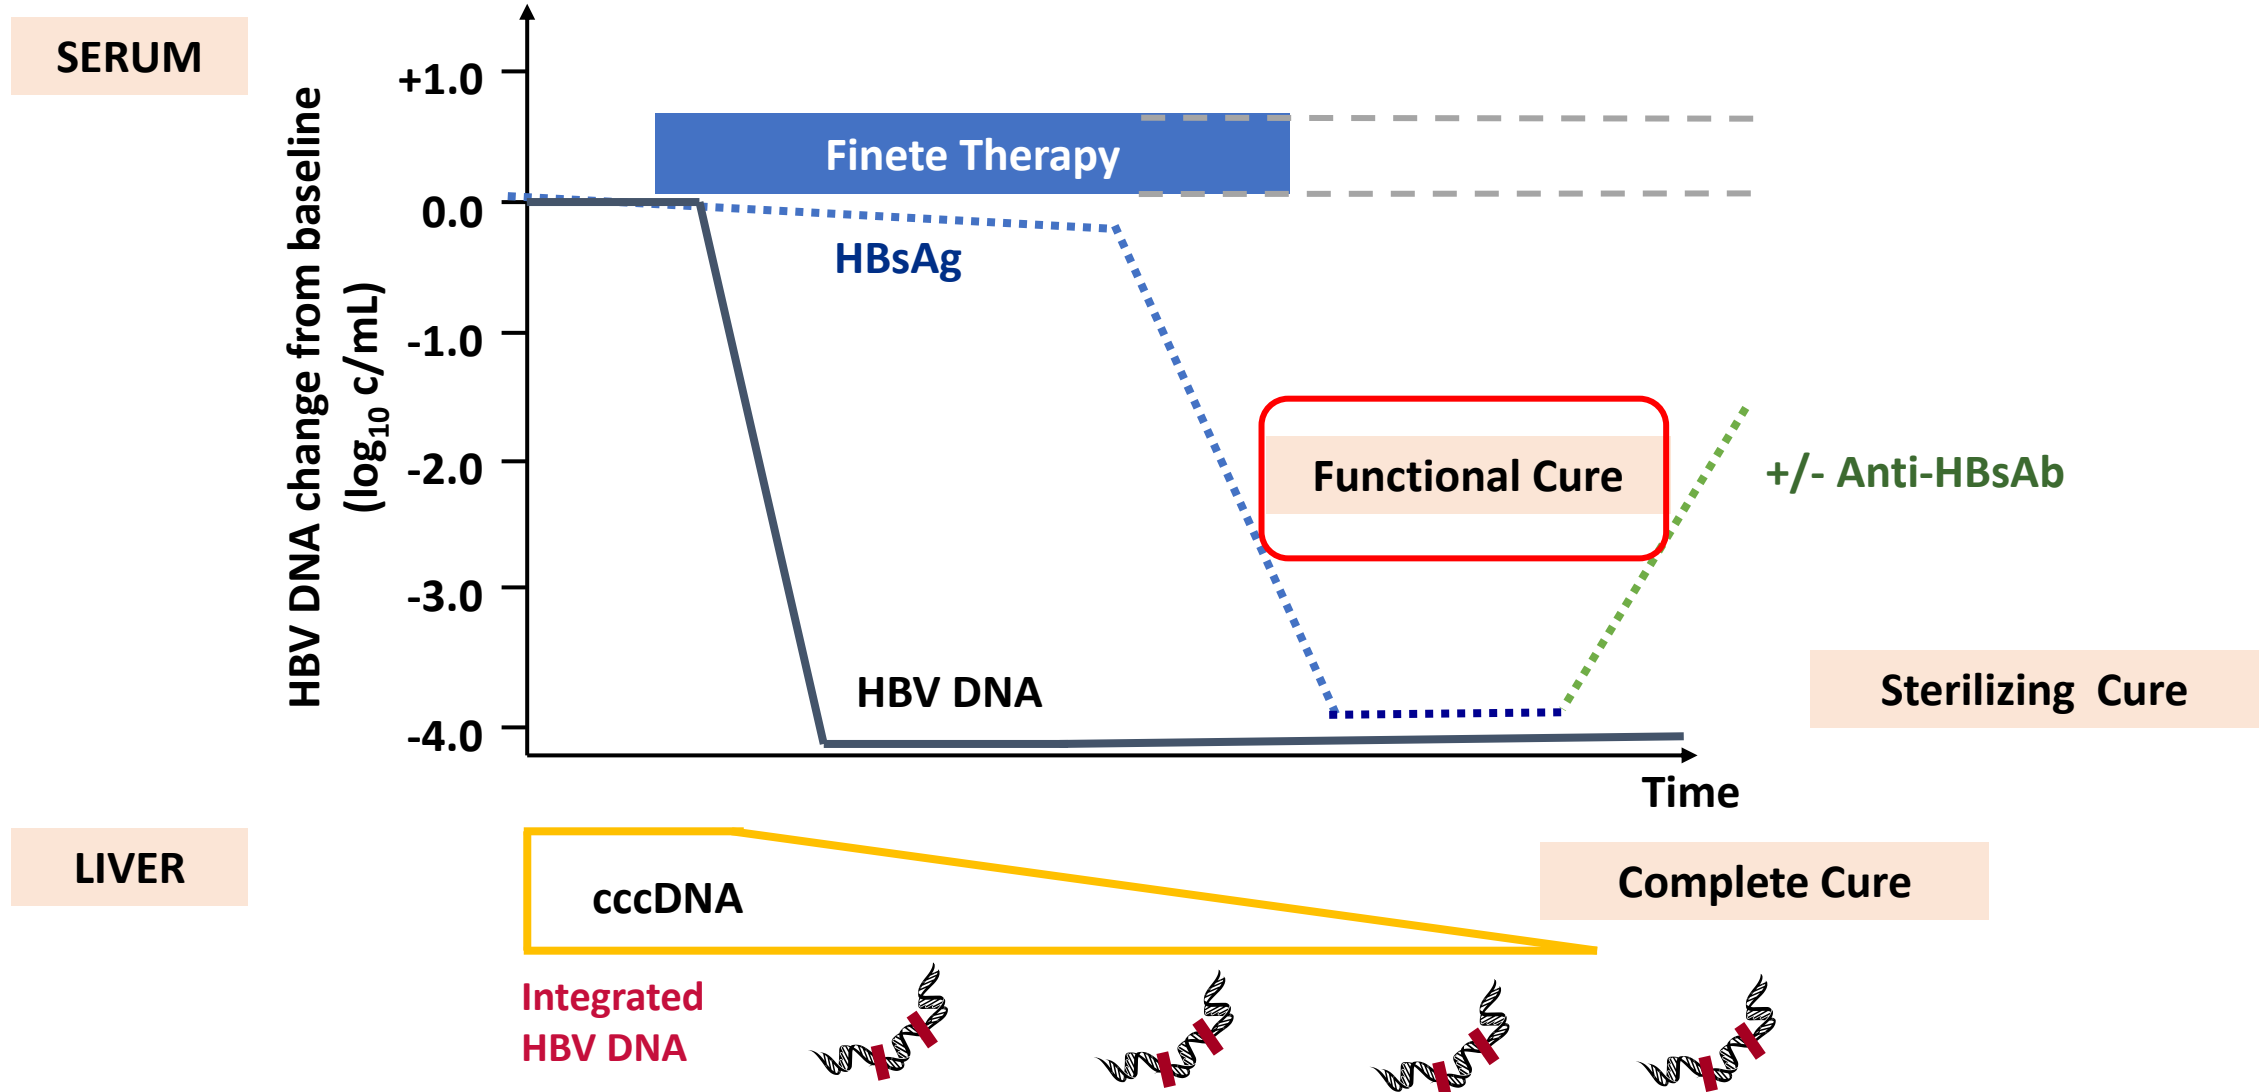 SERUM
HBV DNA change from baseline
(log₁₀ c/mL)
+1.0
0.0
-1.0
-2.0
-3.0
-4.0
Finete Therapy
HBsAg
Functional Cure
+/- Anti-HBsAb
HBV DNA
Sterilizing Cure
Time
LIVER
cccDNA
Complete Cure
Integrated
HBV DNA